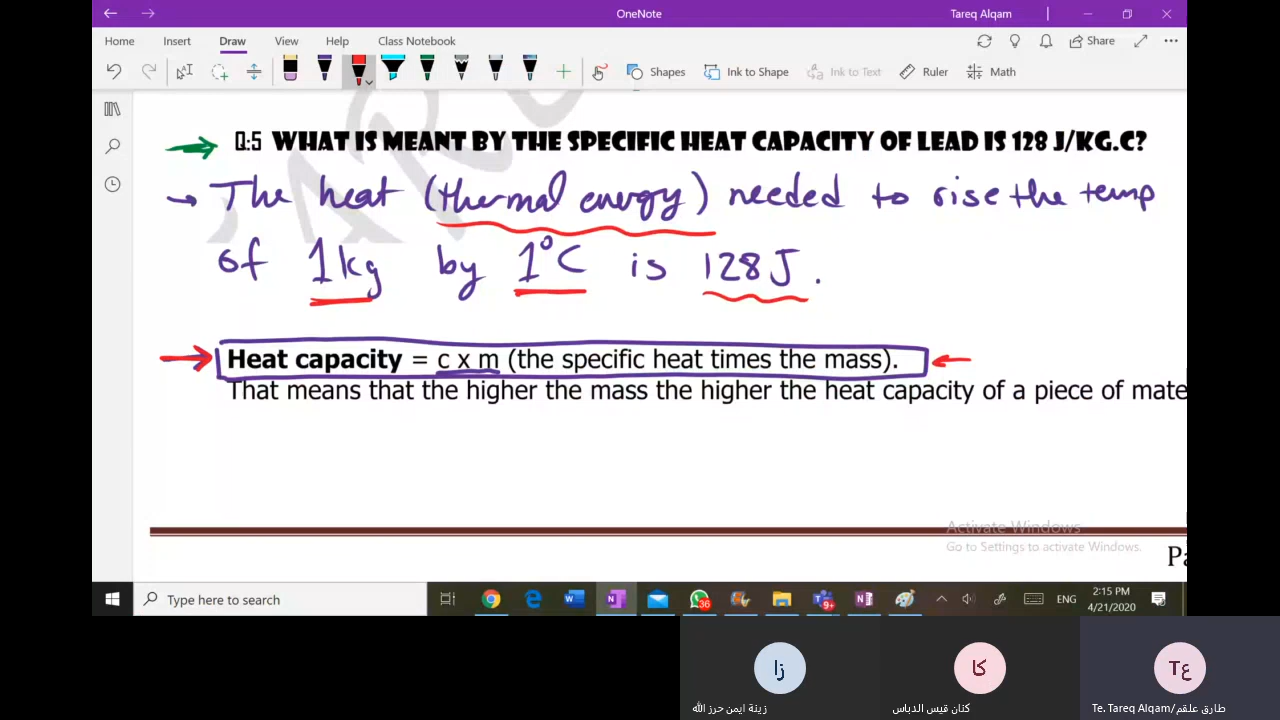 OneNote
Tareq Alqam
Home Insert Draw View Help Class Notebook
Share
Shapes Ink to Shape Ink to Text Ruler Math
Q:5 WHAT IS MEANT BY THE SPECIFIC HEAT CAPACITY OF LEAD IS 128 J/KG.C?
The heat (thermal energy) needed to rise the temp
of 1kg by 1°C is 128J.
Heat capacity = c x m (the specific heat times the mass).
That means that the higher the mass the higher the heat capacity of a piece of mate
Activate Windows
Go to Settings to activate Windows.
Pa
Type here to search
36
9+
ENG
2:15 PM
4/21/2020
زا
كا
Tع
زينة ايمن حرز الله
كنان قيس الدباس
Te. Tareq Alqam/طارق علقم